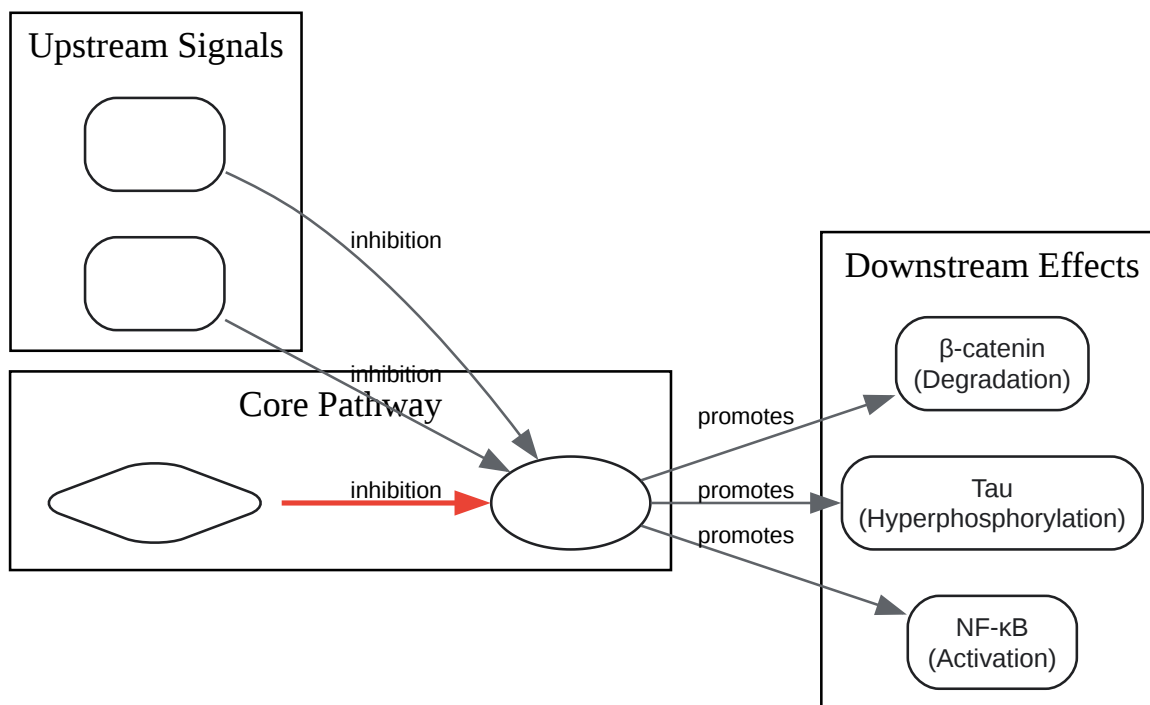 Upstream Signals
inhibition
Downstream Effects
β-catenin
(Degradation)
inhibition
Core Pathway
promotes
inhibition
promotes
Tau
(Hyperphosphorylation)
promotes
NF-κB
(Activation)